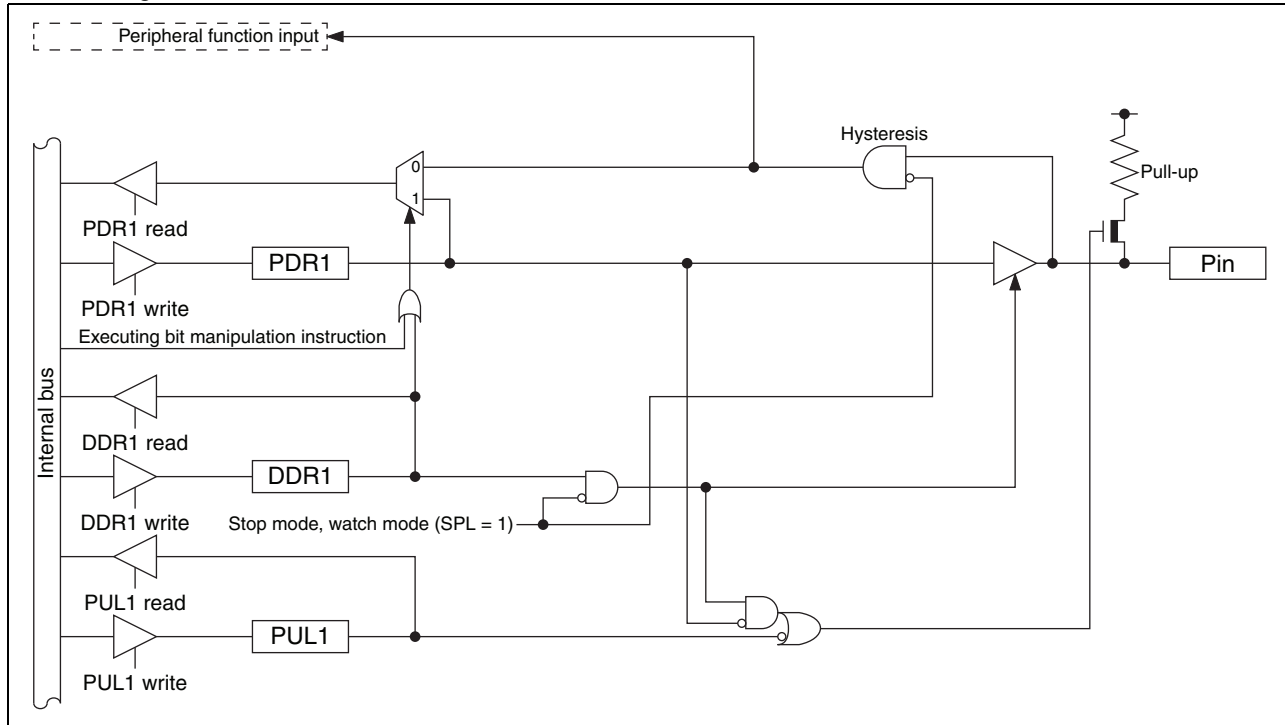 Peripheral function input
Hysteresis
Pull-up
0
1
PDR1 read
PDR1
Pin
PDR1 write
Executing bit manipulation instruction
Internal bus
DDR1 read
DDR1
DDR1 write
Stop mode, watch mode (SPL = 1)
PUL1 read
PUL1
PUL1 write